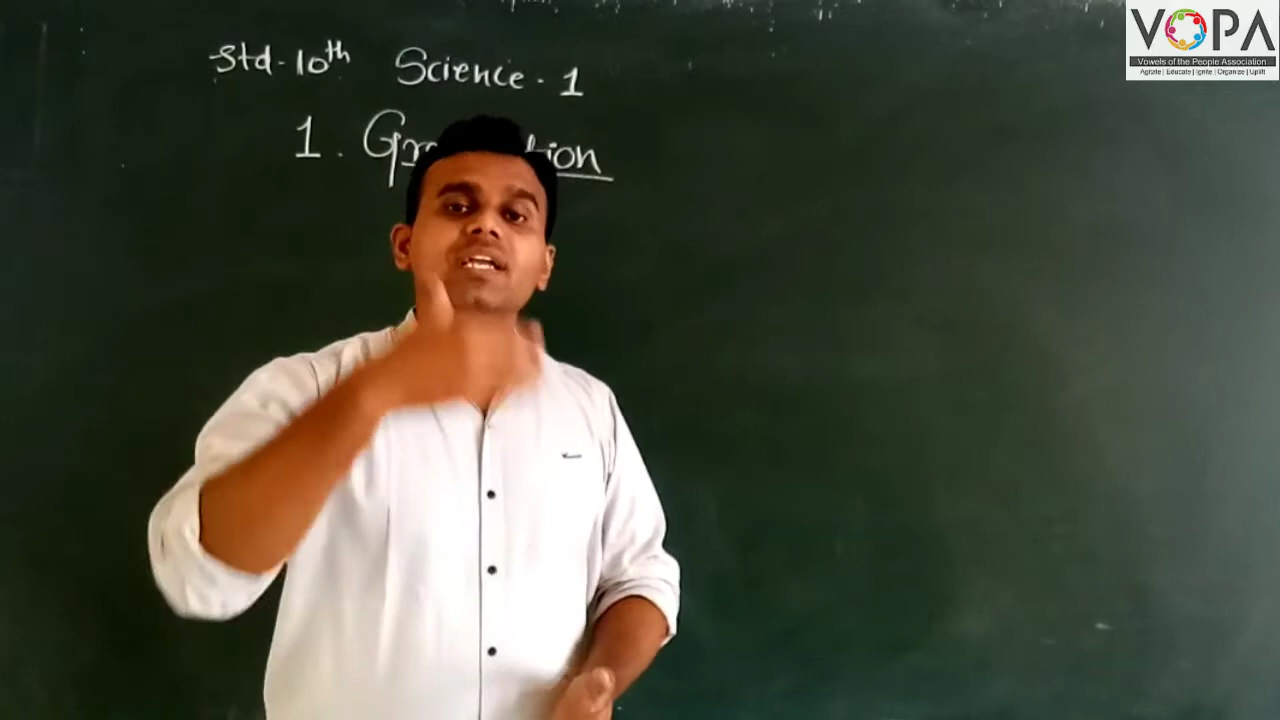 Std-10th Science-1
1.
VOPA
Vowels of the People Association
Agitate | Educate | Ignite | Organize | Uplift